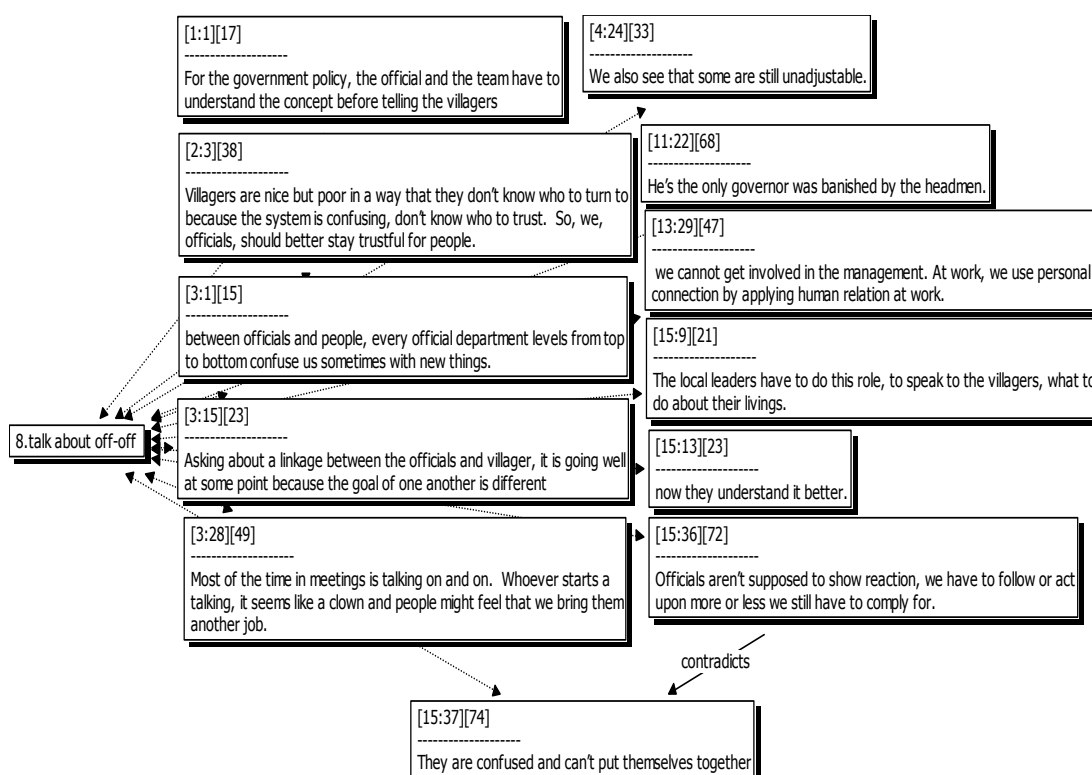 [1:1][17]
--------------------
For the government policy, the official and the team have to
understand the concept before telling the villagers
[4:24][33]
--------------------
We also see that some are still unadjustable.
[2:3][38]
--------------------
Villagers are nice but poor in a way that they don't know who to turn to
because the system is confusing, don't know who to trust. So, we,
officials, should better stay trustful for people.
[11:22][68]
--------------------
He's the only governor was banished by the headmen.
[13:29][47]
--------------------
we cannot get involved in the management. At work, we use personal
connection by applying human relation at work.
[3:1][15]
--------------------
between officials and people, every official department levels from top
to bottom confuse us sometimes with new things.
[15:9][21]
--------------------
The local leaders have to do this role, to speak to the villagers, what to
do about their livings.
8.talk about off-off
[3:15][23]
--------------------
Asking about a linkage between the officials and villager, it is going well
at some point because the goal of one another is different
[15:13][23]
--------------------
now they understand it better.
[3:28][49]
--------------------
Most of the time in meetings is talking on and on. Whoever starts a
talking, it seems like a clown and people might feel that we bring them
another job.
[15:36][72]
--------------------
Officials aren't supposed to show reaction, we have to follow or act
upon more or less we still have to comply for.
contradicts
[15:37][74]
--------------------
They are confused and can't put themselves together